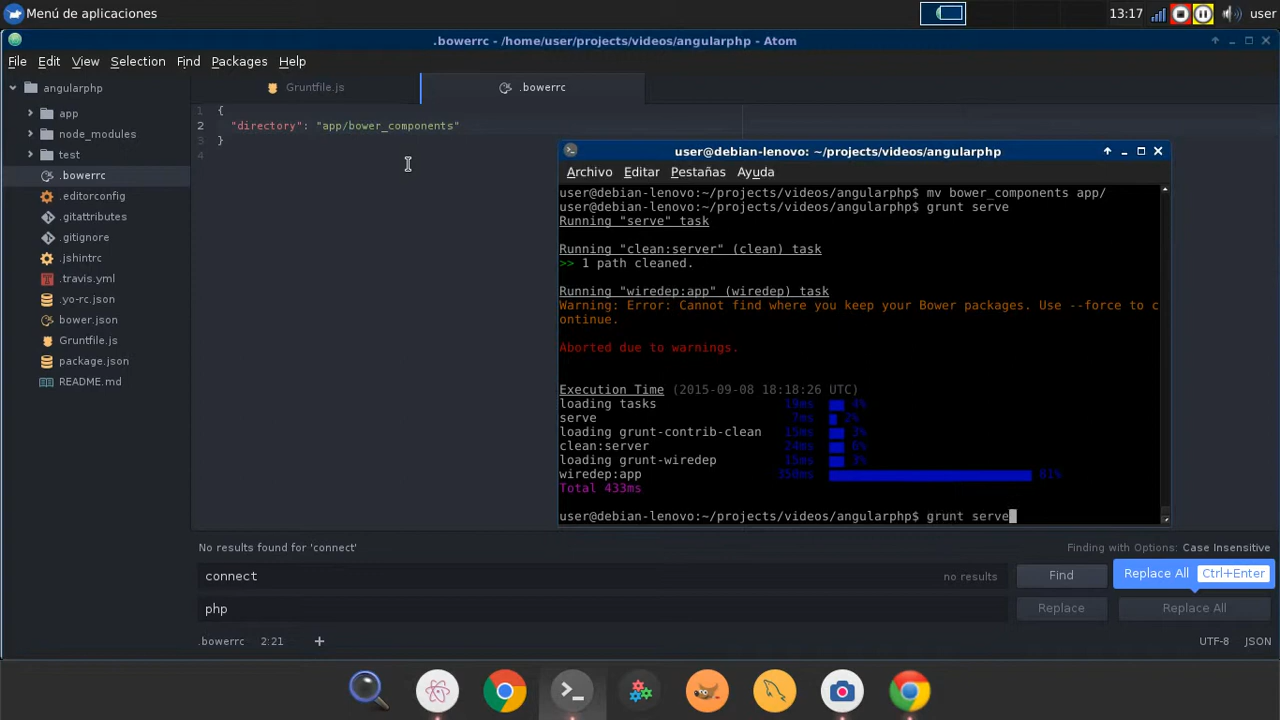 Menú de aplicaciones
13:17
user
.bowerrc - /home/user/projects/videos/angularphp - Atom
File Edit View Selection Find Packages Help
angularphp
app
node_modules
test
.bowerrc
.editorconfig
.gitattributes
.gitignore
.jshintrc
.travis.yml
.yo-rc.json
bower.json
Gruntfile.js
package.json
README.md
Gruntfile.js
.bowerrc
1 {
2 "directory": "app/bower_components"
3 }
4
user@debian-lenovo: ~/projects/videos/angularphp
Archivo Editar Pestañas Ayuda
user@debian-lenovo:~/projects/videos/angularphp$ mv bower_components app/
user@debian-lenovo:~/projects/videos/angularphp$ grunt serve
Running "serve" task
Running "clean:server" (clean) task
>> 1 path cleaned.
Running "wiredep:app" (wiredep) task
Warning: Error: Cannot find where you keep your Bower packages. Use --force to c
ontinue.
Aborted due to warnings.
Execution Time (2015-09-08 18:18:26 UTC)
loading tasks 19ms 4%
serve 7ms 2%
loading grunt-contrib-clean 15ms 3%
clean:server 24ms 6%
loading grunt-wiredep 15ms 3%
wiredep:app 350ms 81%
Total 433ms
user@debian-lenovo:~/projects/videos/angularphp$ grunt serve
No results found for 'connect'
Finding with Options: Case Insensitive
connect
no results
Find
Replace All Ctrl+Enter
php
Replace
Replace All
.bowerrc 2:21 +
UTF-8 JSON